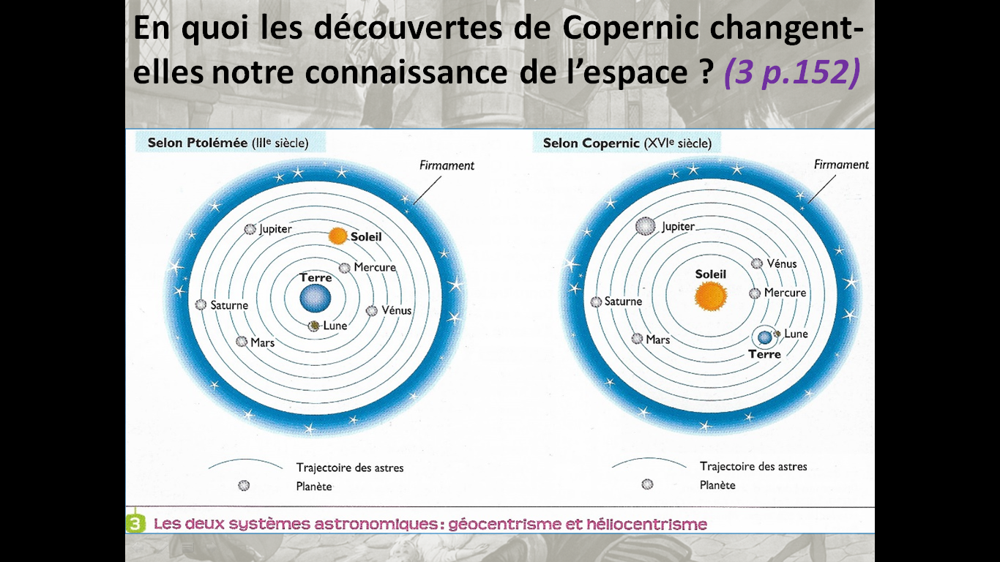 En quoi les découvertes de Copernic changent-
elles notre connaissance de l’espace ? (3 p.152)
Selon Ptolémée (IIIe siècle)
Firmament
Jupiter
Soleil
Mercure
Terre
Saturne
Vénus
Lune
Mars
Trajectoire des astres
Planète
Selon Copernic (XVIe siècle)
Firmament
Jupiter
Vénus
Soleil
Mercure
Saturne
Lune
Mars
Terre
Trajectoire des astres
Planète
3 Les deux systèmes astronomiques : géocentrisme et héliocentrisme